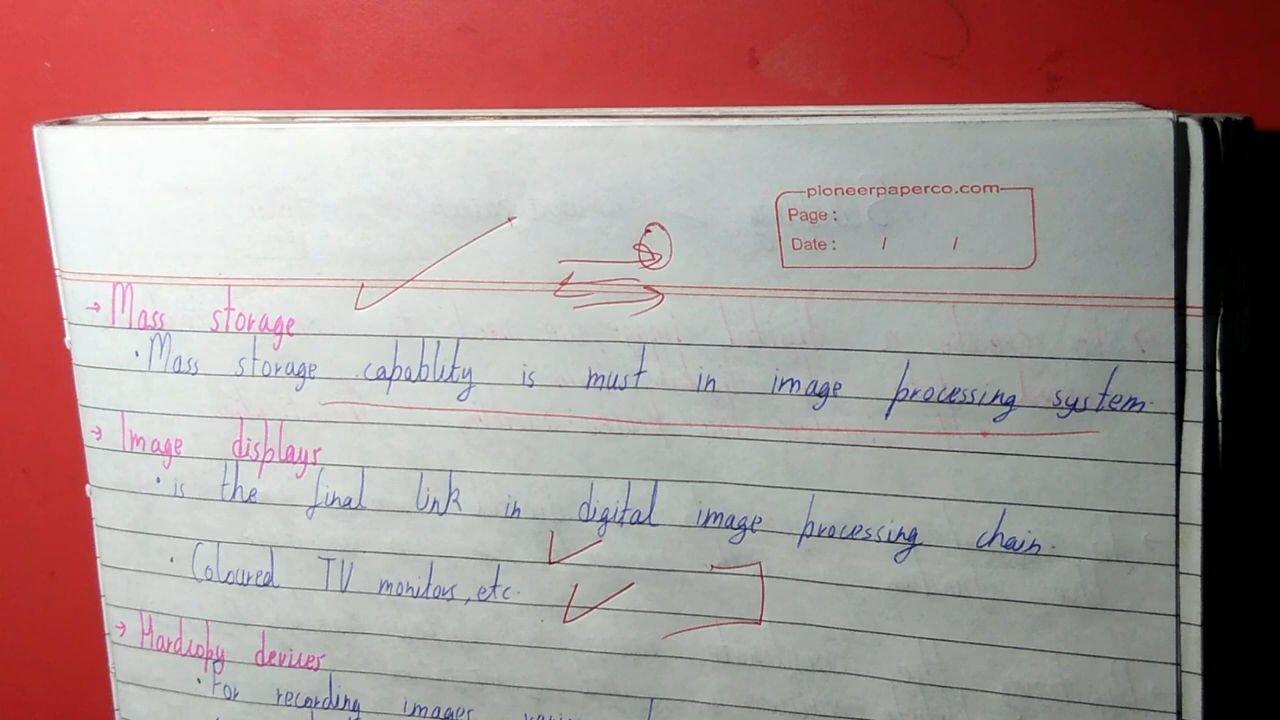 pioneerpaperco.com
Page :
Date : / /
→ Mass storage
· Mass storage capablity is must in image processing system.
→ Image displays
· is the final link in digital image processing chain.
· Coloured TV monitors, etc.
→ Hardcopy devices
· For recording images